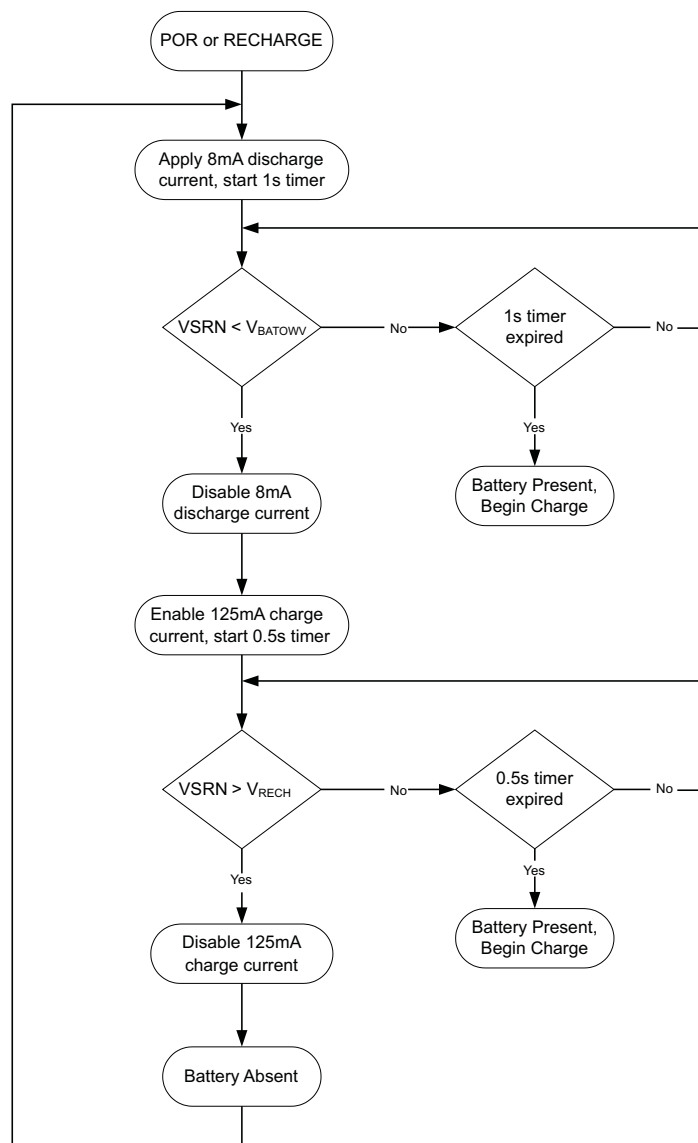 POR or RECHARGE
Apply 8mA discharge
current, start 1s timer
VSRN < VBATOWV
No
1s timer
expired
No
Yes
Yes
Disable 8mA
discharge current
Battery Present,
Begin Charge
Enable 125mA charge
current, start 0.5s timer
VSRN > VRECH
No
0.5s timer
expired
No
Yes
Yes
Disable 125mA
charge current
Battery Present,
Begin Charge
Battery Absent